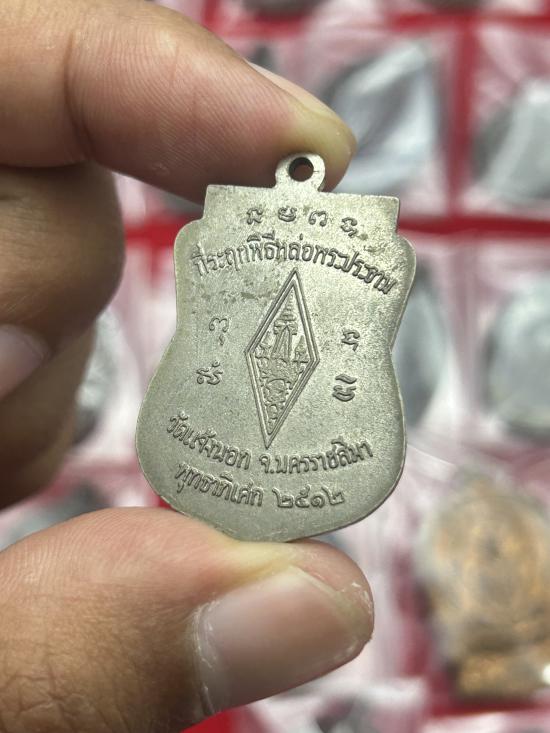 ที่ระฤกพิธีหล่อพระประธาน
วัดแจ้งนอก จ.นครราชสีมา
พุทธาภิเศก ๒๕๑๒